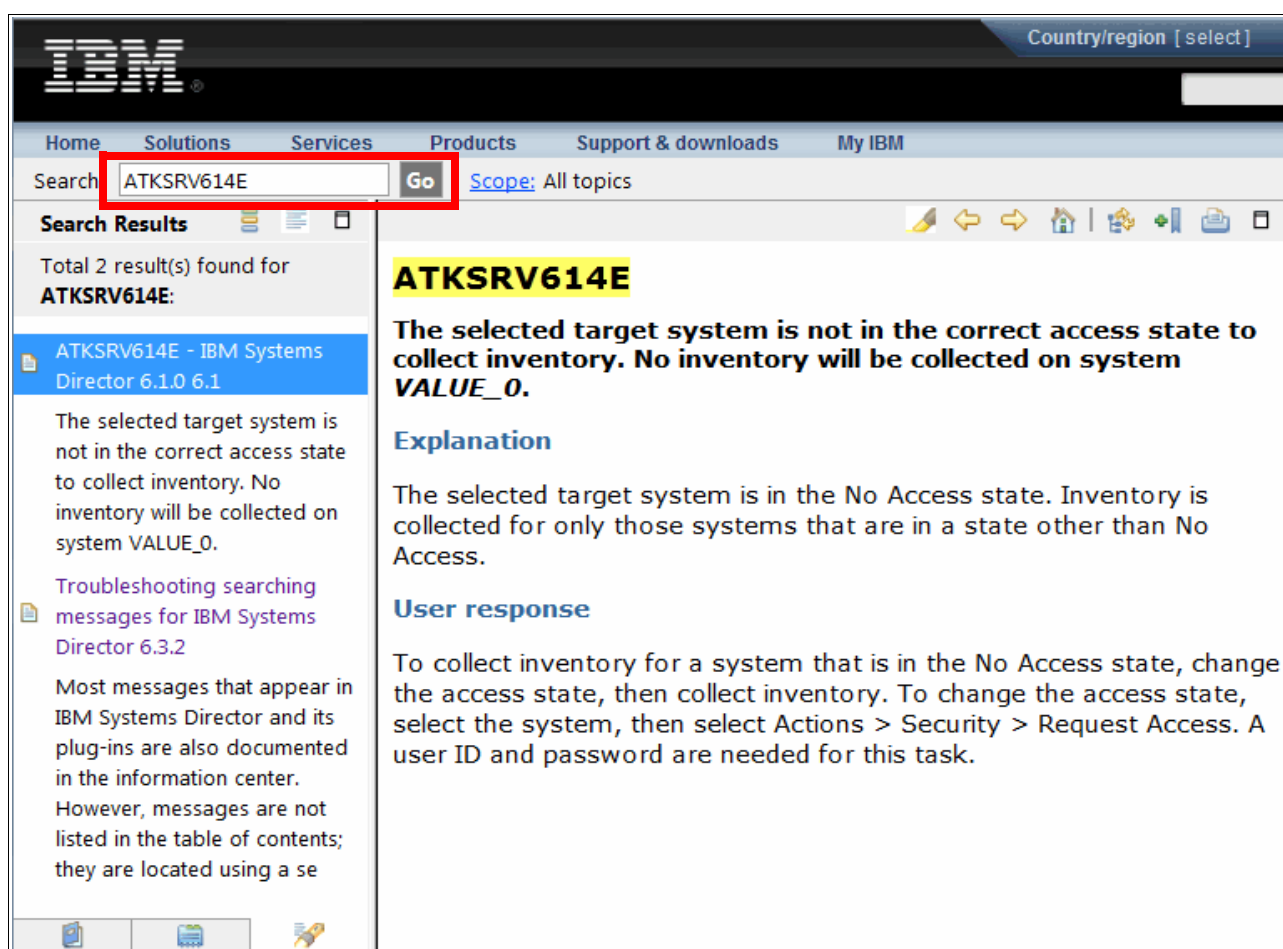 Country/region [ select ]
IBM ®
Home Solutions Services Products Support & downloads My IBM
Search ATKSRV614E Go Scope: All topics
Search Results
Total 2 result(s) found for
ATKSRV614E:
ATKSRV614E - IBM Systems
Director 6.1.0 6.1
The selected target system is
not in the correct access state
to collect inventory. No
inventory will be collected on
system VALUE_0.
Troubleshooting searching
messages for IBM Systems
Director 6.3.2
Most messages that appear in
IBM Systems Director and its
plug-ins are also documented
in the information center.
However, messages are not
listed in the table of contents;
they are located using a se
ATKSRV614E
The selected target system is not in the correct access state to
collect inventory. No inventory will be collected on system
VALUE_0.
Explanation
The selected target system is in the No Access state. Inventory is
collected for only those systems that are in a state other than No
Access.
User response
To collect inventory for a system that is in the No Access state, change
the access state, then collect inventory. To change the access state,
select the system, then select Actions > Security > Request Access. A
user ID and password are needed for this task.